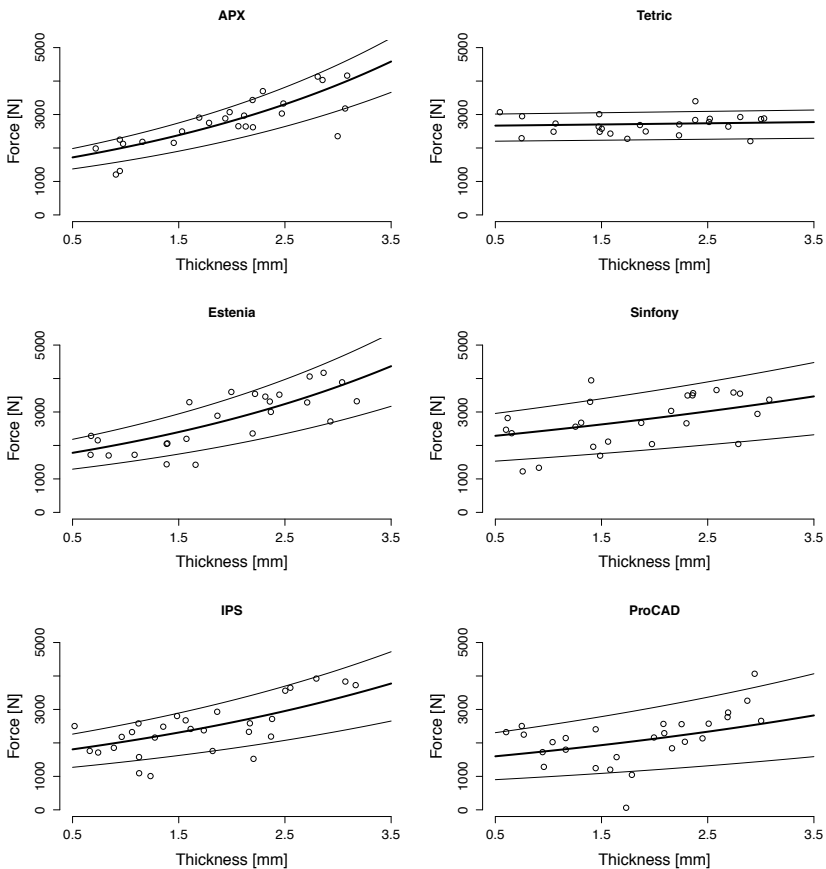 APX
Force [N]
0 1000 3000 5000
0.5 1.5 2.5 3.5
Thickness [mm]
Tetric
Force [N]
0 1000 3000 5000
0.5 1.5 2.5 3.5
Thickness [mm]
Estenia
Force [N]
0 1000 3000 5000
0.5 1.5 2.5 3.5
Thickness [mm]
Sinfony
Force [N]
0 1000 3000 5000
0.5 1.5 2.5 3.5
Thickness [mm]
IPS
Force [N]
0 1000 3000 5000
0.5 1.5 2.5 3.5
Thickness [mm]
ProCAD
Force [N]
0 1000 3000 5000
0.5 1.5 2.5 3.5
Thickness [mm]